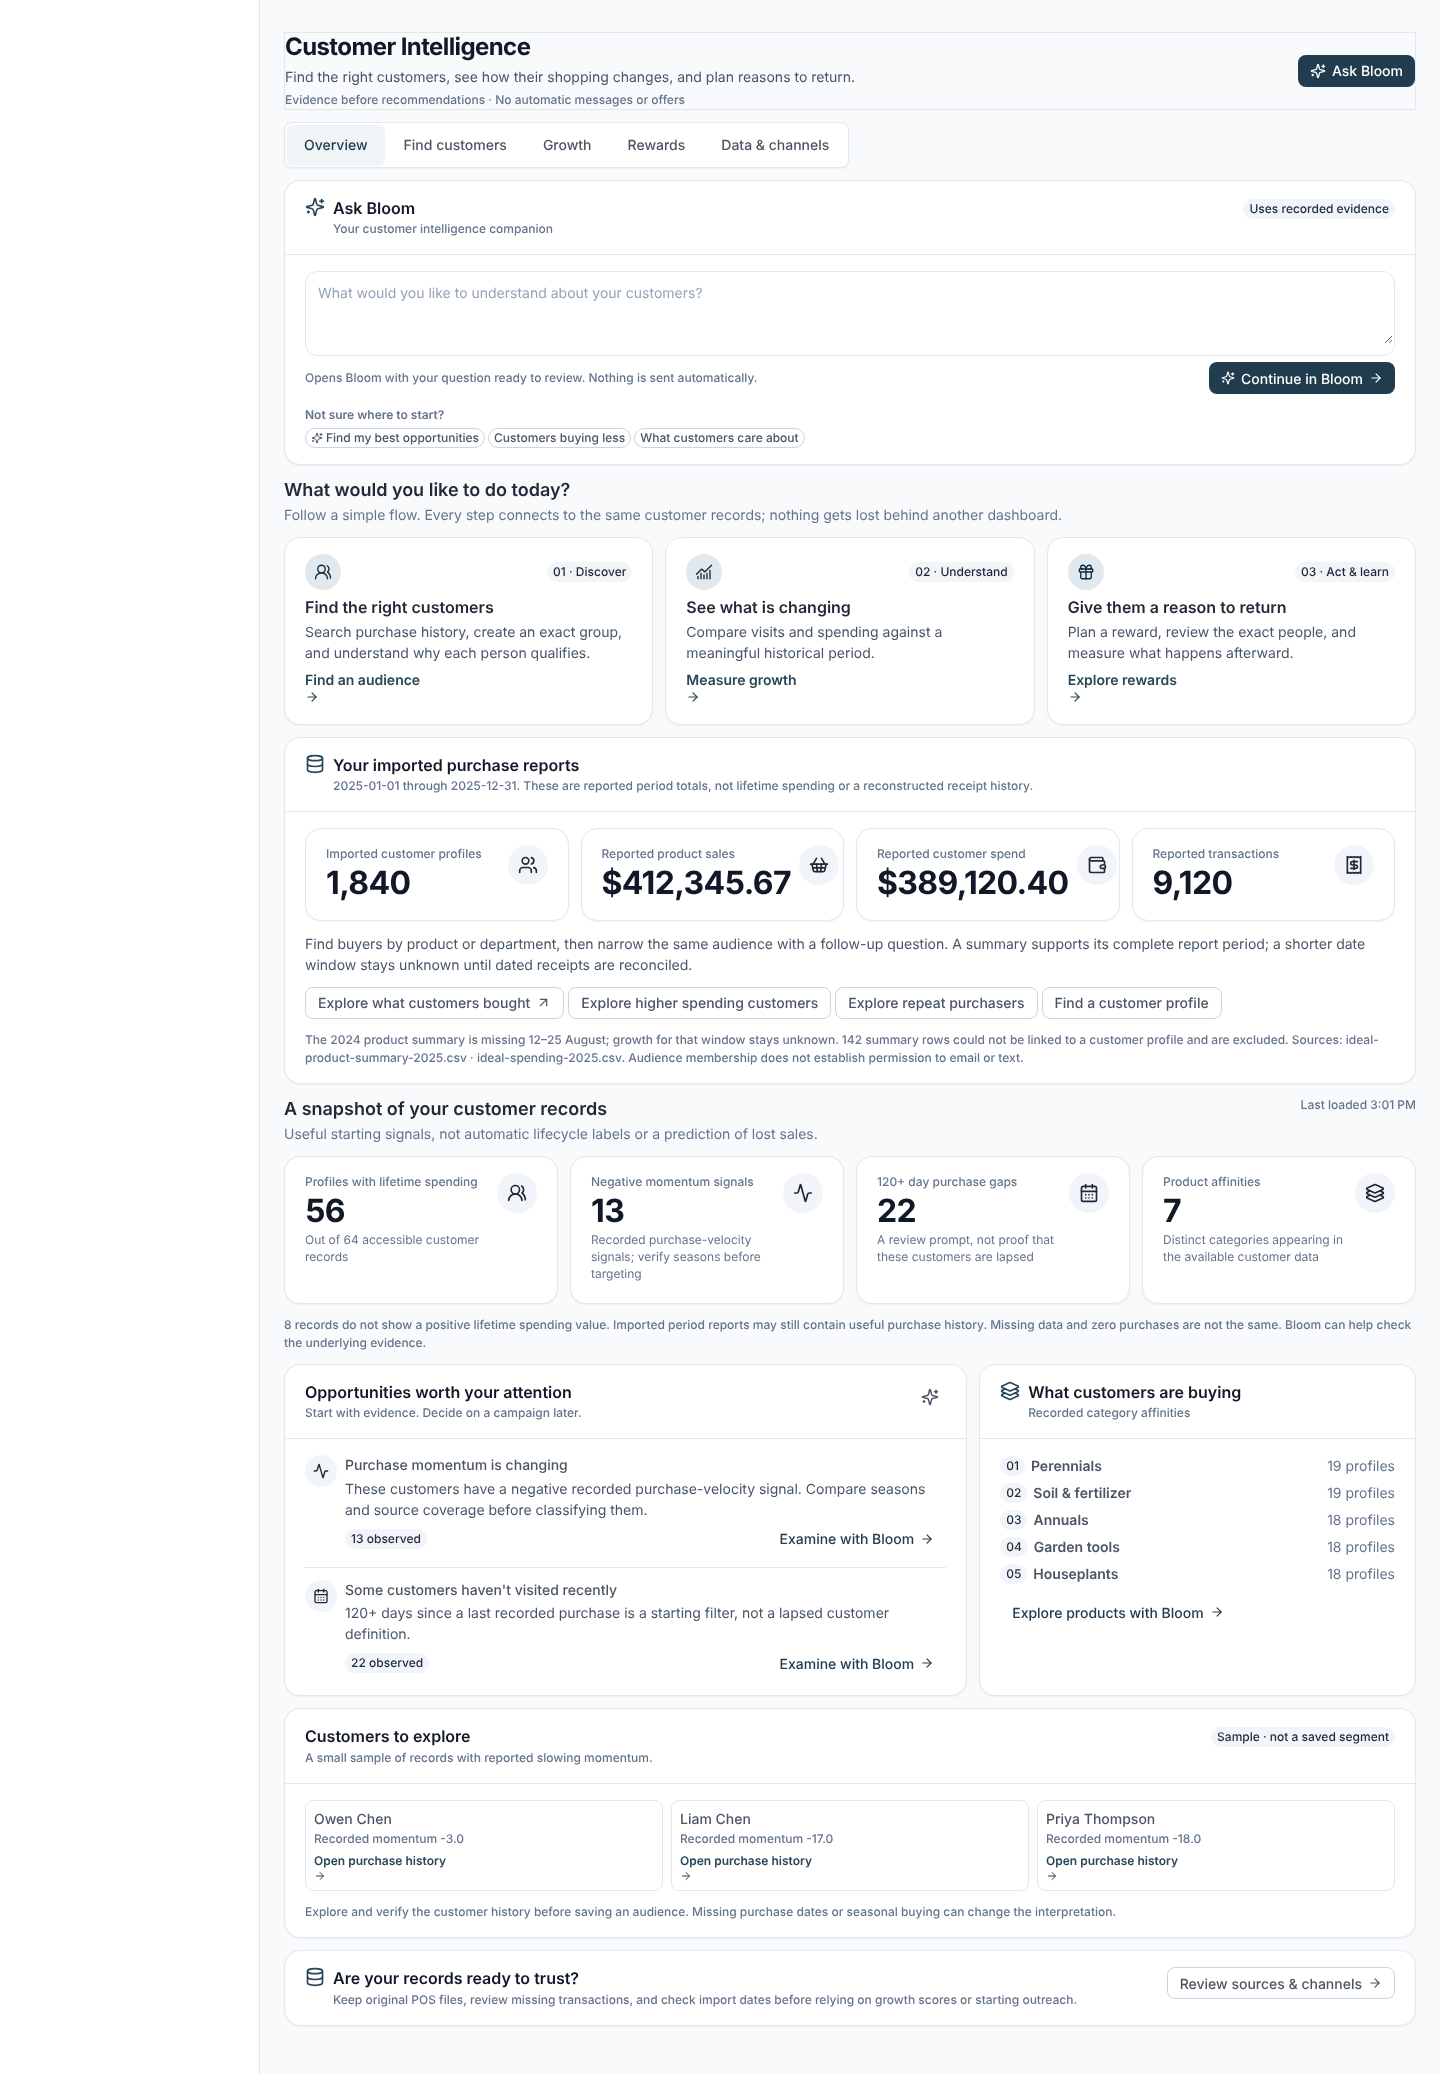 Customer Intelligence
Find the right customers, see how their shopping changes, and plan reasons to return.
Evidence before recommendations · No automatic messages or offers
Ask Bloom
Overview
Find customers
Growth
Rewards
Data & channels
Ask Bloom
Your customer intelligence companion
Uses recorded evidence
What would you like to understand about your customers?
Opens Bloom with your question ready to review. Nothing is sent automatically.
Continue in Bloom →
Not sure where to start?
Find my best opportunities
Customers buying less
What customers care about
What would you like to do today?
Follow a simple flow. Every step connects to the same customer records; nothing gets lost behind another dashboard.
01 · Discover
Find the right customers
Search purchase history, create an exact group,
and understand why each person qualifies.
Find an audience
→
02 · Understand
See what is changing
Compare visits and spending against a
meaningful historical period.
Measure growth
→
03 · Act & learn
Give them a reason to return
Plan a reward, review the exact people, and
measure what happens afterward.
Explore rewards
→
Your imported purchase reports
2025-01-01 through 2025-12-31. These are reported period totals, not lifetime spending or a reconstructed receipt history.
Imported customer profiles
1,840
Reported product sales
$412,345.67
Reported customer spend
$389,120.40
Reported transactions
9,120
Find buyers by product or department, then narrow the same audience with a follow-up question. A summary supports its complete report period; a shorter date
window stays unknown until dated receipts are reconciled.
Explore what customers bought ↗
Explore higher spending customers
Explore repeat purchasers
Find a customer profile
The 2024 product summary is missing 12–25 August; growth for that window stays unknown. 142 summary rows could not be linked to a customer profile and are excluded. Sources: ideal-
product-summary-2025.csv · ideal-spending-2025.csv. Audience membership does not establish permission to email or text.
A snapshot of your customer records
Last loaded 3:01 PM
Useful starting signals, not automatic lifecycle labels or a prediction of lost sales.
Profiles with lifetime spending
56
Out of 64 accessible customer
records
Negative momentum signals
13
Recorded purchase-velocity
signals; verify seasons before
targeting
120+ day purchase gaps
22
A review prompt, not proof that
these customers are lapsed
Product affinities
7
Distinct categories appearing in
the available customer data
8 records do not show a positive lifetime spending value. Imported period reports may still contain useful purchase history. Missing data and zero purchases are not the same. Bloom can help check
the underlying evidence.
Opportunities worth your attention
Start with evidence. Decide on a campaign later.
Purchase momentum is changing
These customers have a negative recorded purchase-velocity signal. Compare seasons
and source coverage before classifying them.
13 observed
Examine with Bloom →
Some customers haven't visited recently
120+ days since a last recorded purchase is a starting filter, not a lapsed customer
definition.
22 observed
Examine with Bloom →
What customers are buying
Recorded category affinities
01 Perennials 19 profiles
02 Soil & fertilizer 19 profiles
03 Annuals 18 profiles
04 Garden tools 18 profiles
05 Houseplants 18 profiles
Explore products with Bloom →
Customers to explore
A small sample of records with reported slowing momentum.
Sample · not a saved segment
Owen Chen
Recorded momentum -3.0
Open purchase history
→
Liam Chen
Recorded momentum -17.0
Open purchase history
→
Priya Thompson
Recorded momentum -18.0
Open purchase history
→
Explore and verify the customer history before saving an audience. Missing purchase dates or seasonal buying can change the interpretation.
Are your records ready to trust?
Keep original POS files, review missing transactions, and check import dates before relying on growth scores or starting outreach.
Review sources & channels →